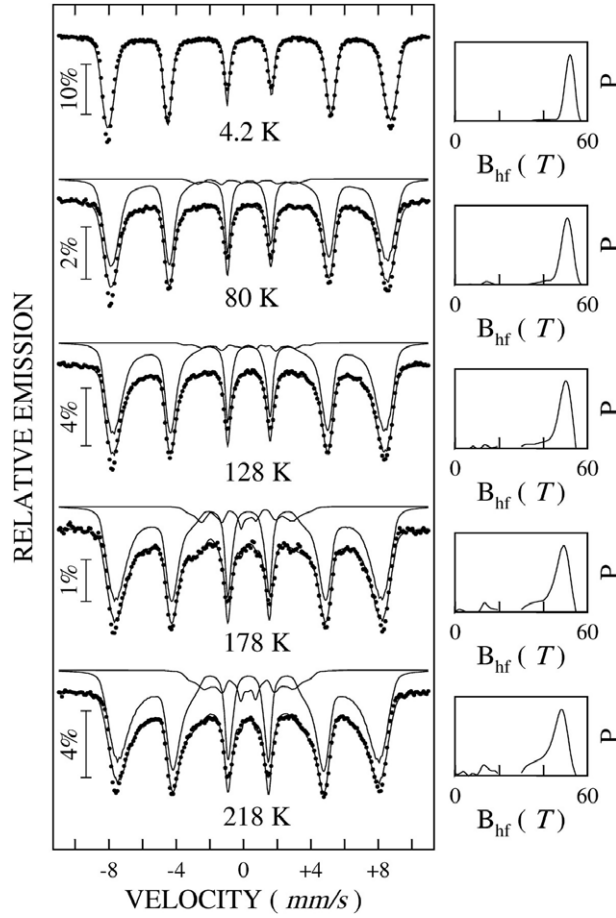 10%
4.2 K
P
0 60
B_hf ( T )
2%
80 K
P
0 60
B_hf ( T )
4%
128 K
P
0 60
B_hf ( T )
1%
178 K
P
0 60
B_hf ( T )
4%
218 K
P
0 60
B_hf ( T )
RELATIVE EMISSION
-8 -4 0 +4 +8
VELOCITY ( mm/s )